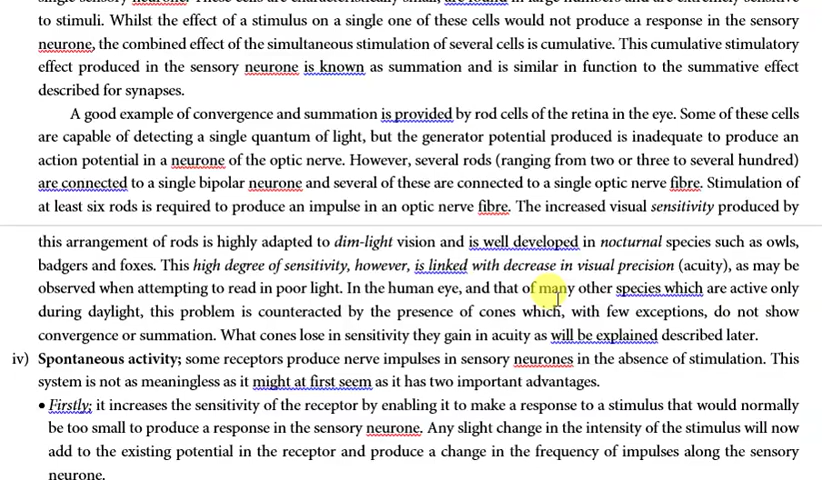 single sensory neurone. These cells are characteristically small, are found in large numbers and are extremely sensitive
to stimuli. Whilst the effect of a stimulus on a single one of these cells would not produce a response in the sensory
neurone, the combined effect of the simultaneous stimulation of several cells is cumulative. This cumulative stimulatory
effect produced in the sensory neurone is known as summation and is similar in function to the summative effect
described for synapses.
A good example of convergence and summation is provided by rod cells of the retina in the eye. Some of these cells
are capable of detecting a single quantum of light, but the generator potential produced is inadequate to produce an
action potential in a neurone of the optic nerve. However, several rods (ranging from two or three to several hundred)
are connected to a single bipolar neurone and several of these are connected to a single optic nerve fibre. Stimulation of
at least six rods is required to produce an impulse in an optic nerve fibre. The increased visual sensitivity produced by
this arrangement of rods is highly adapted to dim-light vision and is well developed in nocturnal species such as owls,
badgers and foxes. This high degree of sensitivity, however, is linked with decrease in visual precision (acuity), as may be
observed when attempting to read in poor light. In the human eye, and that of many other species which are active only
during daylight, this problem is counteracted by the presence of cones which, with few exceptions, do not show
convergence or summation. What cones lose in sensitivity they gain in acuity as will be explained described later.
iv) Spontaneous activity; some receptors produce nerve impulses in sensory neurones in the absence of stimulation. This
system is not as meaningless as it might at first seem as it has two important advantages.
• Firstly; it increases the sensitivity of the receptor by enabling it to make a response to a stimulus that would normally
be too small to produce a response in the sensory neurone. Any slight change in the intensity of the stimulus will now
add to the existing potential in the receptor and produce a change in the frequency of impulses along the sensory
neurone.